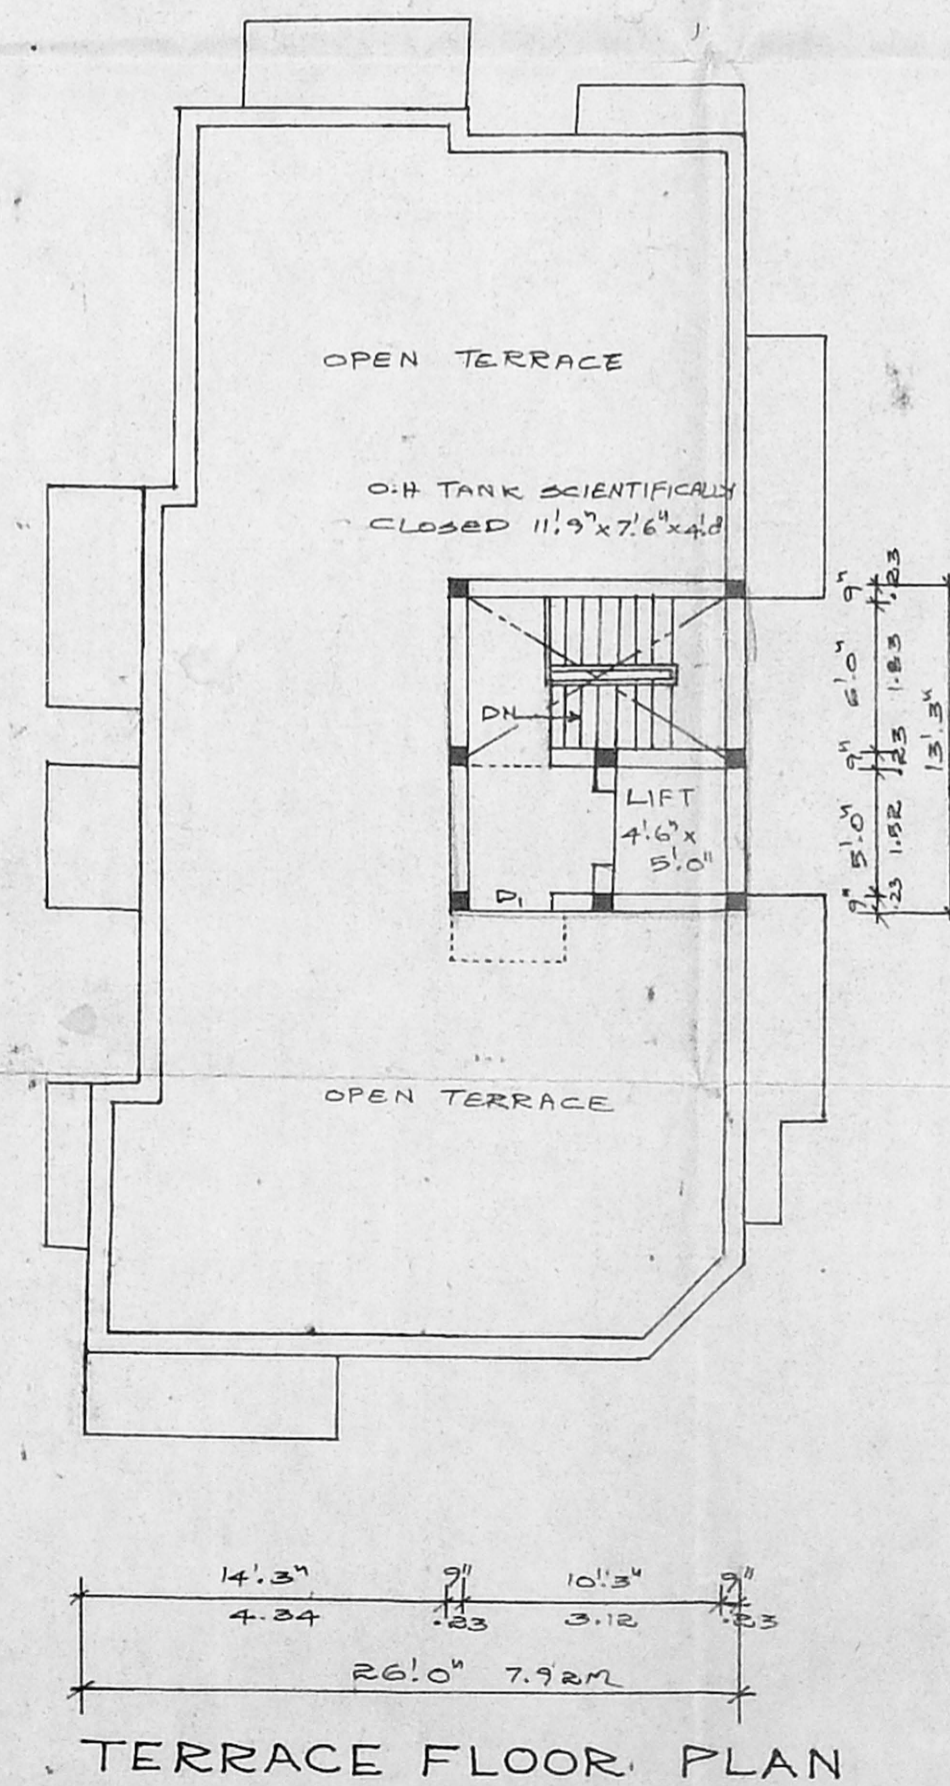 OPEN TERRACE
O.H TANK SCIENTIFICALLY
CLOSED 11'.9"x7'.6"x4'.0
9"
.23
6'.0"
1.83
9"
.23
13'.3"
DN
LIFT
4'.6"x
5'.0"
5'.0"
1.52
9"
.23
D1
OPEN TERRACE
14'.3"
9"
10'.3"
9"
4.34
.23
3.12
.23
26'.0" 7.92M
TERRACE FLOOR. PLAN